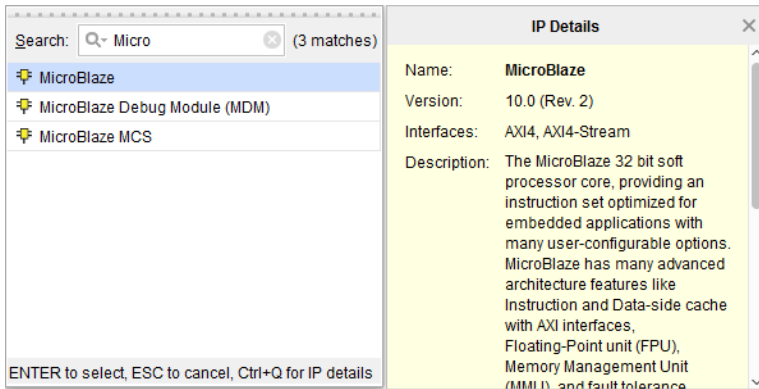 Search: Micro (3 matches)
MicroBlaze
MicroBlaze Debug Module (MDM)
MicroBlaze MCS
ENTER to select, ESC to cancel, Ctrl+Q for IP details
IP Details
Name: MicroBlaze
Version: 10.0 (Rev. 2)
Interfaces: AXI4, AXI4-Stream
Description: The MicroBlaze 32 bit soft
processor core, providing an
instruction set optimized for
embedded applications with
many user-configurable options.
MicroBlaze has many advanced
architecture features like
Instruction and Data-side cache
with AXI interfaces,
Floating-Point unit (FPU),
Memory Management Unit
(MMU), and fault tolerance